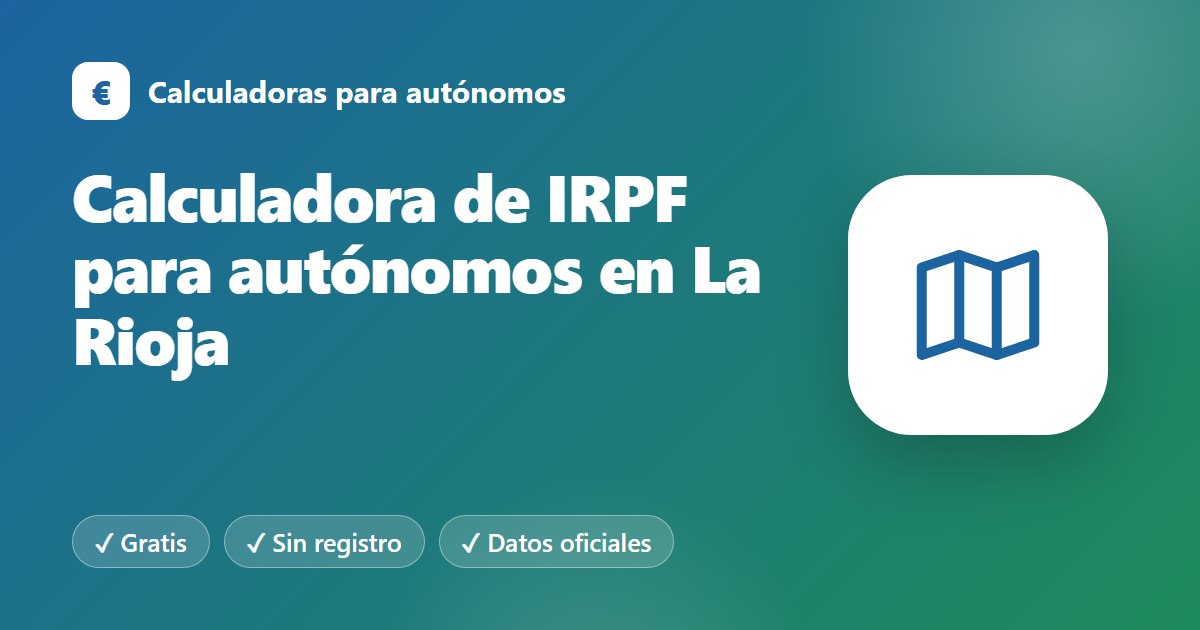 €
Calculadoras para autónomos
Calculadora de IRPF
para autónomos en La
Rioja
✓ Gratis
✓ Sin registro
✓ Datos oficiales